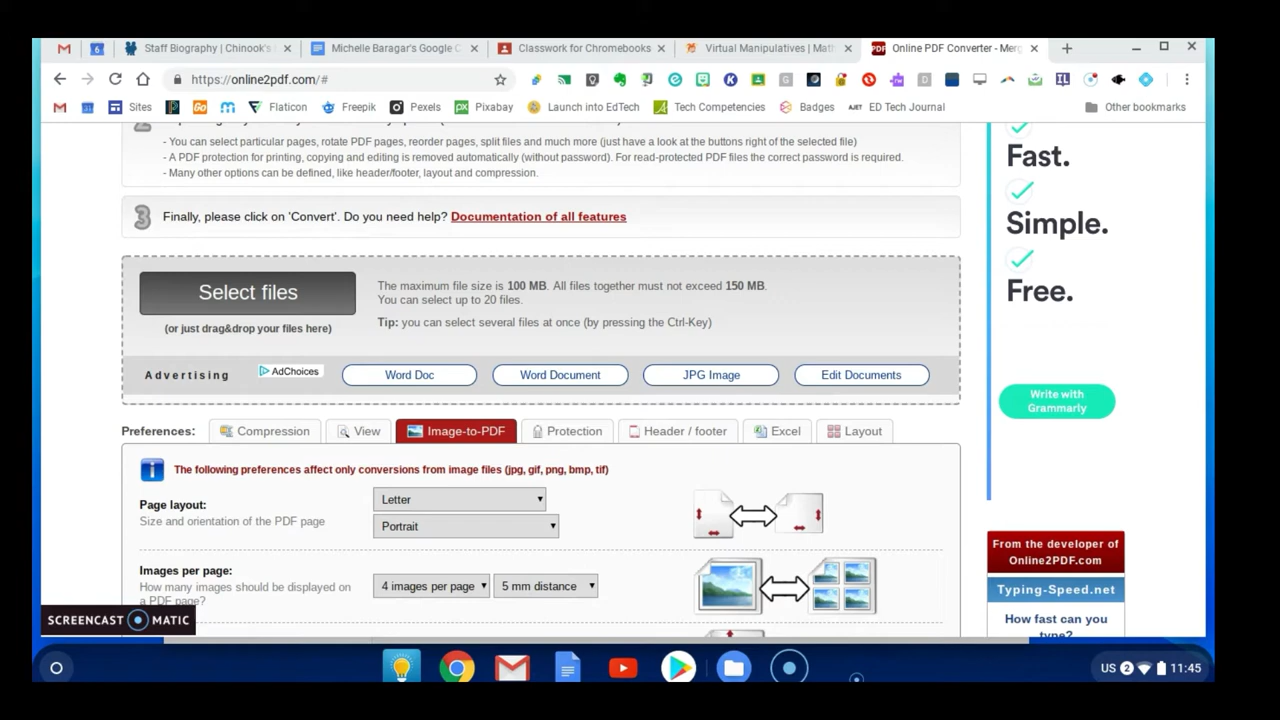 Staff Biography | Chinook's
Michelle Baragar's Google C
Classwork for Chromebooks
Virtual Manipulatives | Mat
Online PDF Converter - Mer
https://online2pdf.com/#
Sites
Flaticon
Freepik
Pexels
Pixabay
Launch into EdTech
Tech Competencies
Badges
ED Tech Journal
Other bookmarks
2
- You can select particular pages, rotate PDF pages, reorder pages, split files and much more (just have a look at the buttons right of the selected file)
- A PDF protection for printing, copying and editing is removed automatically (without password). For read-protected PDF files the correct password is required.
- Many other options can be defined, like header/footer, layout and compression.
3 Finally, please click on 'Convert'. Do you need help? Documentation of all features
Select files
(or just drag&drop your files here)
The maximum file size is 100 MB. All files together must not exceed 150 MB.
You can select up to 20 files.
Tip: you can select several files at once (by pressing the Ctrl-Key)
Advertising
AdChoices
Word Doc
Word Document
JPG Image
Edit Documents
Preferences:
Compression
View
Image-to-PDF
Protection
Header / footer
Excel
Layout
The following preferences affect only conversions from image files (jpg, gif, png, bmp, tif)
Page layout:
Size and orientation of the PDF page
Letter
Portrait
Images per page:
How many images should be displayed on
a PDF page?
4 images per page
5 mm distance
Fast.
Simple.
Free.
Write with
Grammarly
From the developer of
Online2PDF.com
Typing-Speed.net
How fast can you
type?
SCREENCAST MATIC
US 2 11:45